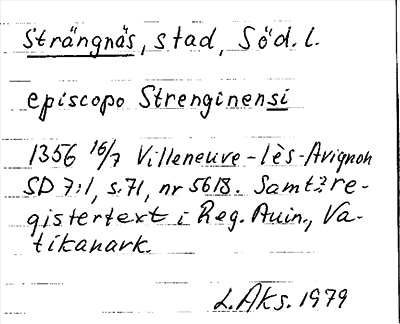 Strängnäs, stad, Söd. l.
episcopo Strenginensi
1356 16/7 Villeneuve-lès-Avignon
SD 7:1, s. 71, nr 5618. Samt. re-
gistertext i Reg. Avin., Va-
tikanark.
L. Aks. 1979